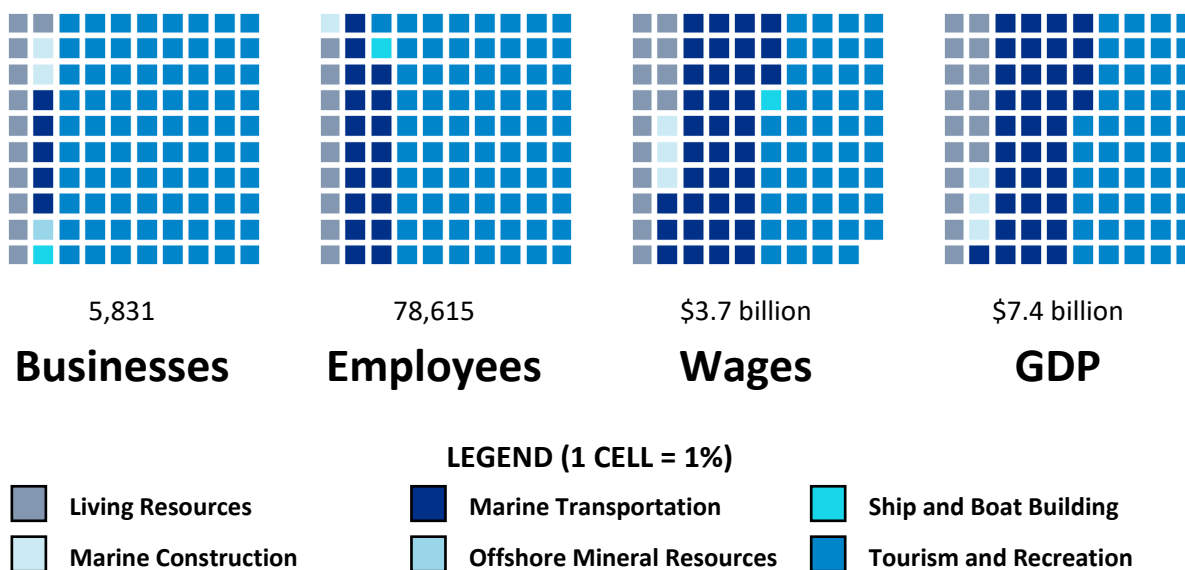 5,831 78,615 $3.7 billion $7.4 billion
Businesses Employees Wages GDP
LEGEND (1 CELL = 1%)
Living Resources Marine Transportation Ship and Boat Building
Marine Construction Offshore Mineral Resources Tourism and Recreation